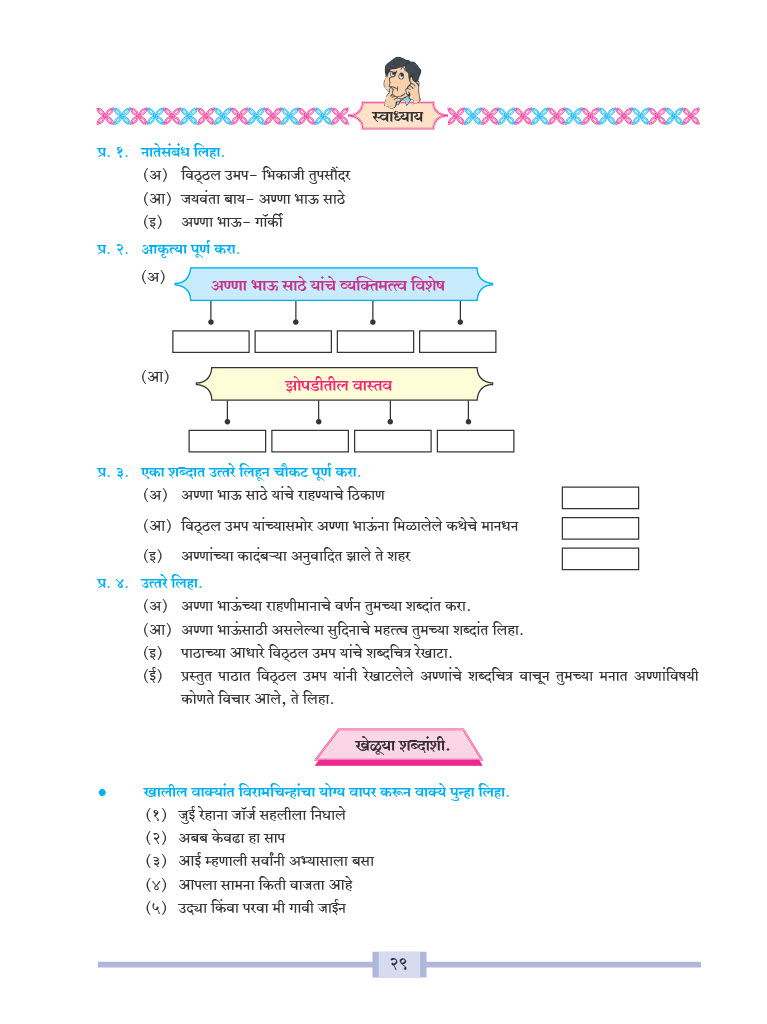 स्वाध्याय
प्र. १. नातेसंबंध लिहा.
(अ) विठ्ठल उमप- भिकाजी तुपसौंदर
(आ) जयवंता बाय- अण्णा भाऊ साठे
(इ) अण्णा भाऊ- गॉर्की
प्र. २. आकृत्या पूर्ण करा.
(अ) अण्णा भाऊ साठे यांचे व्यक्तिमत्त्व विशेष
(आ) झोपडीतील वास्तव
प्र. ३. एका शब्दात उत्तरे लिहून चौकट पूर्ण करा.
(अ) अण्णा भाऊ साठे यांचे राहण्याचे ठिकाण
(आ) विठ्ठल उमप यांच्यासमोर अण्णा भाऊंना मिळालेले कथेचे मानधन
(इ) अण्णांच्या कादंबऱ्या अनुवादित झाले ते शहर
प्र. ४. उत्तरे लिहा.
(अ) अण्णा भाऊंच्या राहणीमानाचे वर्णन तुमच्या शब्दांत करा.
(आ) अण्णा भाऊंसाठी असलेल्या सुदिनाचे महत्त्व तुमच्या शब्दांत लिहा.
(इ) पाठाच्या आधारे विठ्ठल उमप यांचे शब्दचित्र रेखाटा.
(ई) प्रस्तुत पाठात विठ्ठल उमप यांनी रेखाटलेले अण्णांचे शब्दचित्र वाचून तुमच्या मनात अण्णांविषयी
कोणते विचार आले, ते लिहा.
खेळूया शब्दांशी.
● खालील वाक्यांत विरामचिन्हांचा योग्य वापर करून वाक्ये पुन्हा लिहा.
(१) जुई रेहाना जॉर्ज सहलीला निघाले
(२) अबब केवढा हा साप
(३) आई म्हणाली सर्वांनी अभ्यासाला बसा
(४) आपला सामना किती वाजता आहे
(५) उद्या किंवा परवा मी गावी जाईन
२९